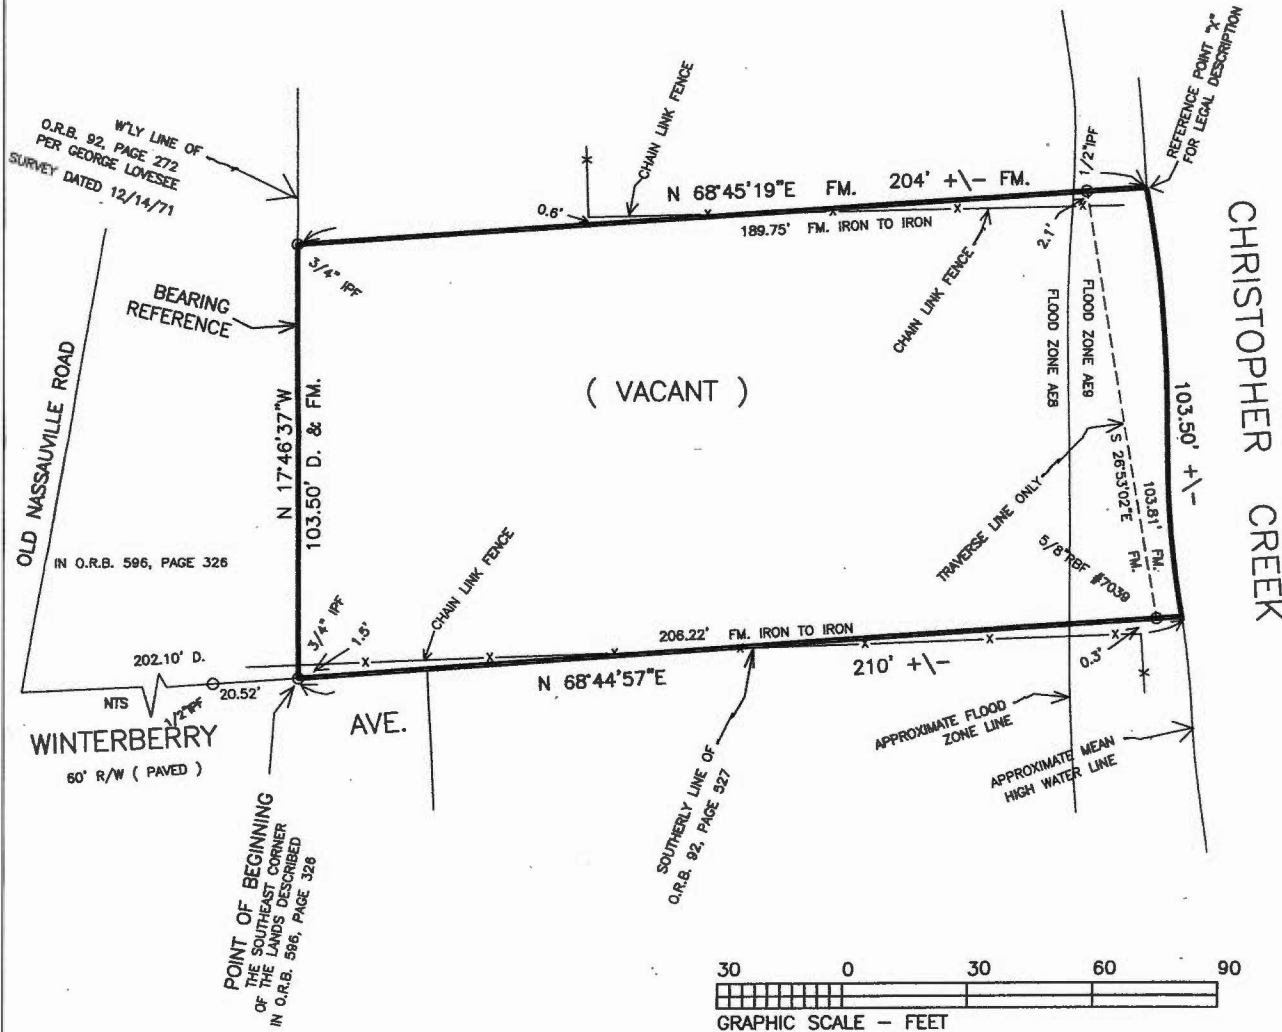 W'LY LINE OF
O.R.B. 92, PAGE 272
PER GEORGE LOVESEE
SURVEY DATED 12/14/71
CHAIN LINK FENCE
N 68°45'19"E FM. 204' +\- FM.
0.6'
189.75' FM. IRON TO IRON
1/2"IPF
REFERENCE POINT "X"
FOR LEGAL DESCRIPTION
3/4" IPF
2.1'
CHAIN LINK FENCE
BEARING
REFERENCE
OLD NASSAUVILLE ROAD
N 17°46'37"W
103.50' D. & FM.
( VACANT )
FLOOD ZONE AE8
FLOOD ZONE AE9
CHRISTOPHER CREEK
103.50' +\-
TRAVERSE LINE ONLY
S 26°53'02"E FM.
103.81' FM.
IN O.R.B. 596, PAGE 326
5/8"RBF #7039
3/4" IPF
1.5'
CHAIN LINK FENCE
206.22' FM. IRON TO IRON
210' +\-
0.3'
N 68°44'57"E
202.10' D.
20.52'
NTS
1/2"IPF
WINTERBERRY AVE.
60' R/W ( PAVED )
APPROXIMATE FLOOD
ZONE LINE
APPROXIMATE MEAN
HIGH WATER LINE
SOUTHERLY LINE OF
O.R.B. 92, PAGE 527
POINT OF BEGINNING
THE SOUTHEAST CORNER
OF THE LANDS DESCRIBED
IN O.R.B. 596, PAGE 326
30 0 30 60 90
GRAPHIC SCALE - FEET